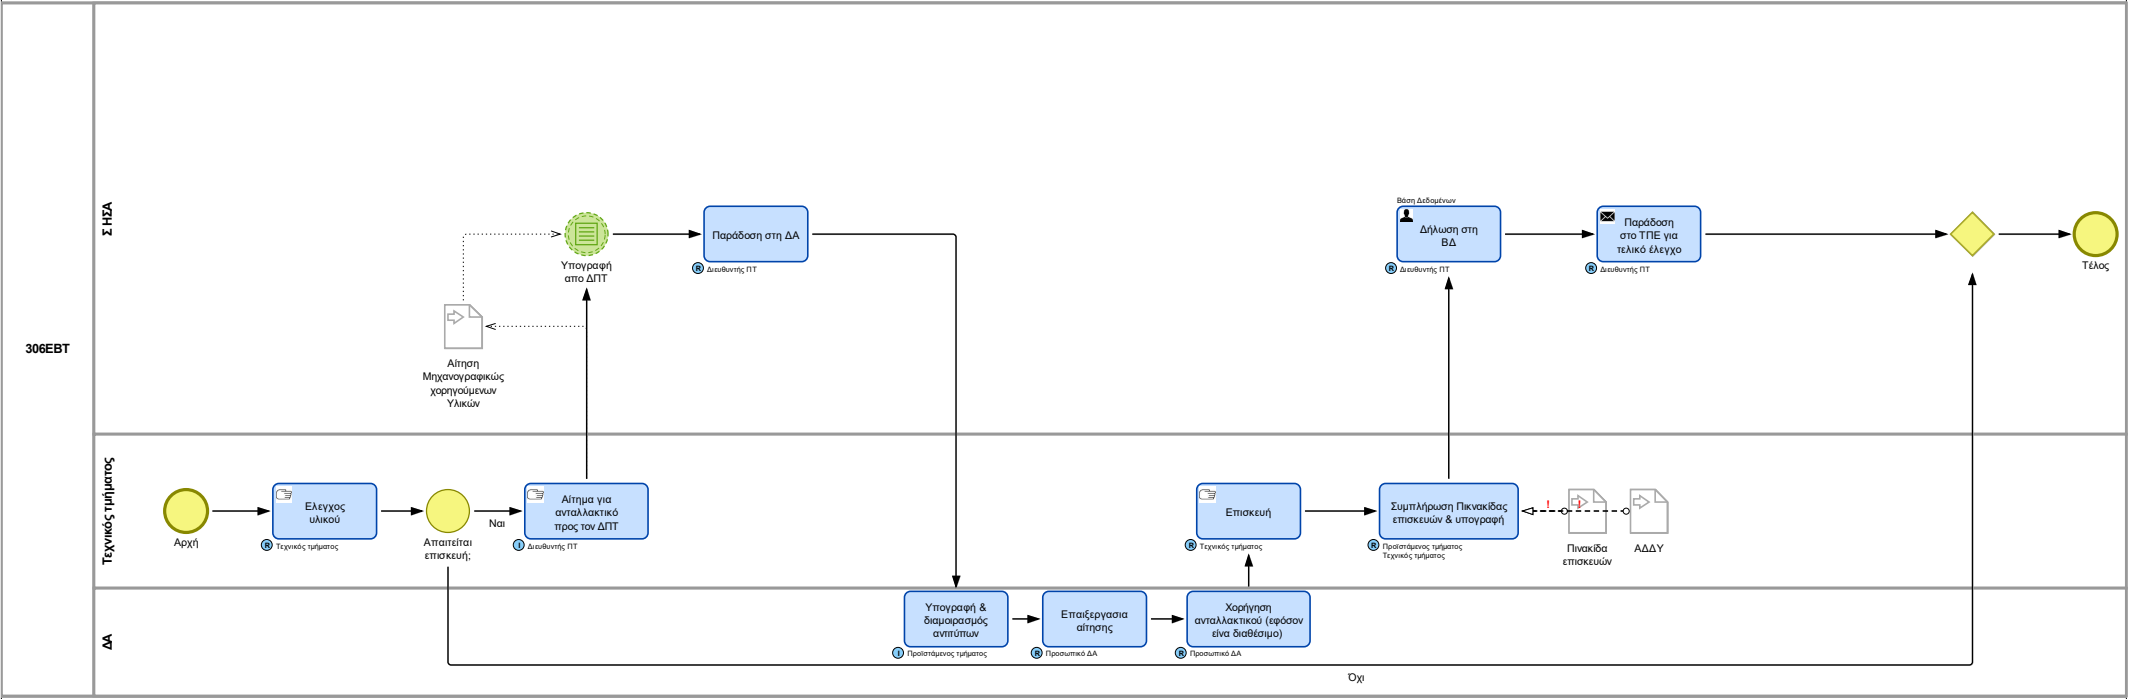 306ΕΒΤ
Σ ΗΣΑ
Τεχνικός τμήματος
ΔΑ
Υπογραφή
απο ΔΠΤ
Παράδοση στη ΔΑ
R Διευθυντής ΠΤ
Αίτηση
Μηχανογραφικώς
χορηγούμενων
Υλικών
Βάση Δεδομένων
Δήλωση στη
ΒΔ
R Διευθυντής ΠΤ
Παράδοση
στο ΤΠΕ για
τελικό έλεγχο
R Διευθυντής ΠΤ
Τέλος
Αρχή
Ελεγχος
υλικού
R Τεχνικός τμήματος
Απαιτείται
επισκευή;
Ναι
Αίτημα για
ανταλλακτικό
προς τον ΔΠΤ
I Διευθυντής ΠΤ
Επισκευή
R Τεχνικός τμήματος
Συμπλήρωση Πικνακίδας
επισκευών & υπογραφή
R Προϊστάμενος τμήματος
Τεχνικός τμήματος
! !
Πινακίδα
επισκευών
ΑΔΔΥ
Υπογραφή &
διαμοιρασμός
αντιτύπων
I Προϊστάμενος τμήματος
Επαιξεργασια
αίτησης
R Προσωπικό ΔΑ
Χορήγηση
ανταλλακτικού (εφόσον
είνα διαθέσιμο)
R Προσωπικό ΔΑ
Όχι